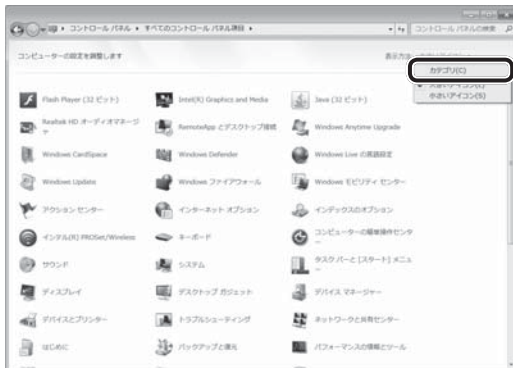 コントロール パネル ▸ すべてのコントロール パネル項目 ▸
コントロール パネルの検索
コンピューターの設定を調整します
表示方法:
カテゴリ(C)
大きいアイコン(L)
小さいアイコン(S)
Flash Player (32 ビット)
Intel(R) Graphics and Media
Java (32 ビット)
Realtek HD オーディオマネージャ
RemoteApp とデスクトップ接続
Windows Anytime Upgrade
Windows CardSpace
Windows Defender
Windows Live の言語設定
Windows Update
Windows ファイアウォール
Windows モビリティ センター
アクション センター
インターネット オプション
インデックスのオプション
インテル(R) PROSet/Wireless
キーボード
コンピューターの簡単操作センター
サウンド
システム
タスク バーと [スタート] メニュー
ディスプレイ
デスクトップ ガジェット
デバイス マネージャー
デバイスとプリンター
トラブルシューティング
ネットワークと共有センター
はじめに
バックアップと復元
パフォーマンスの情報とツール